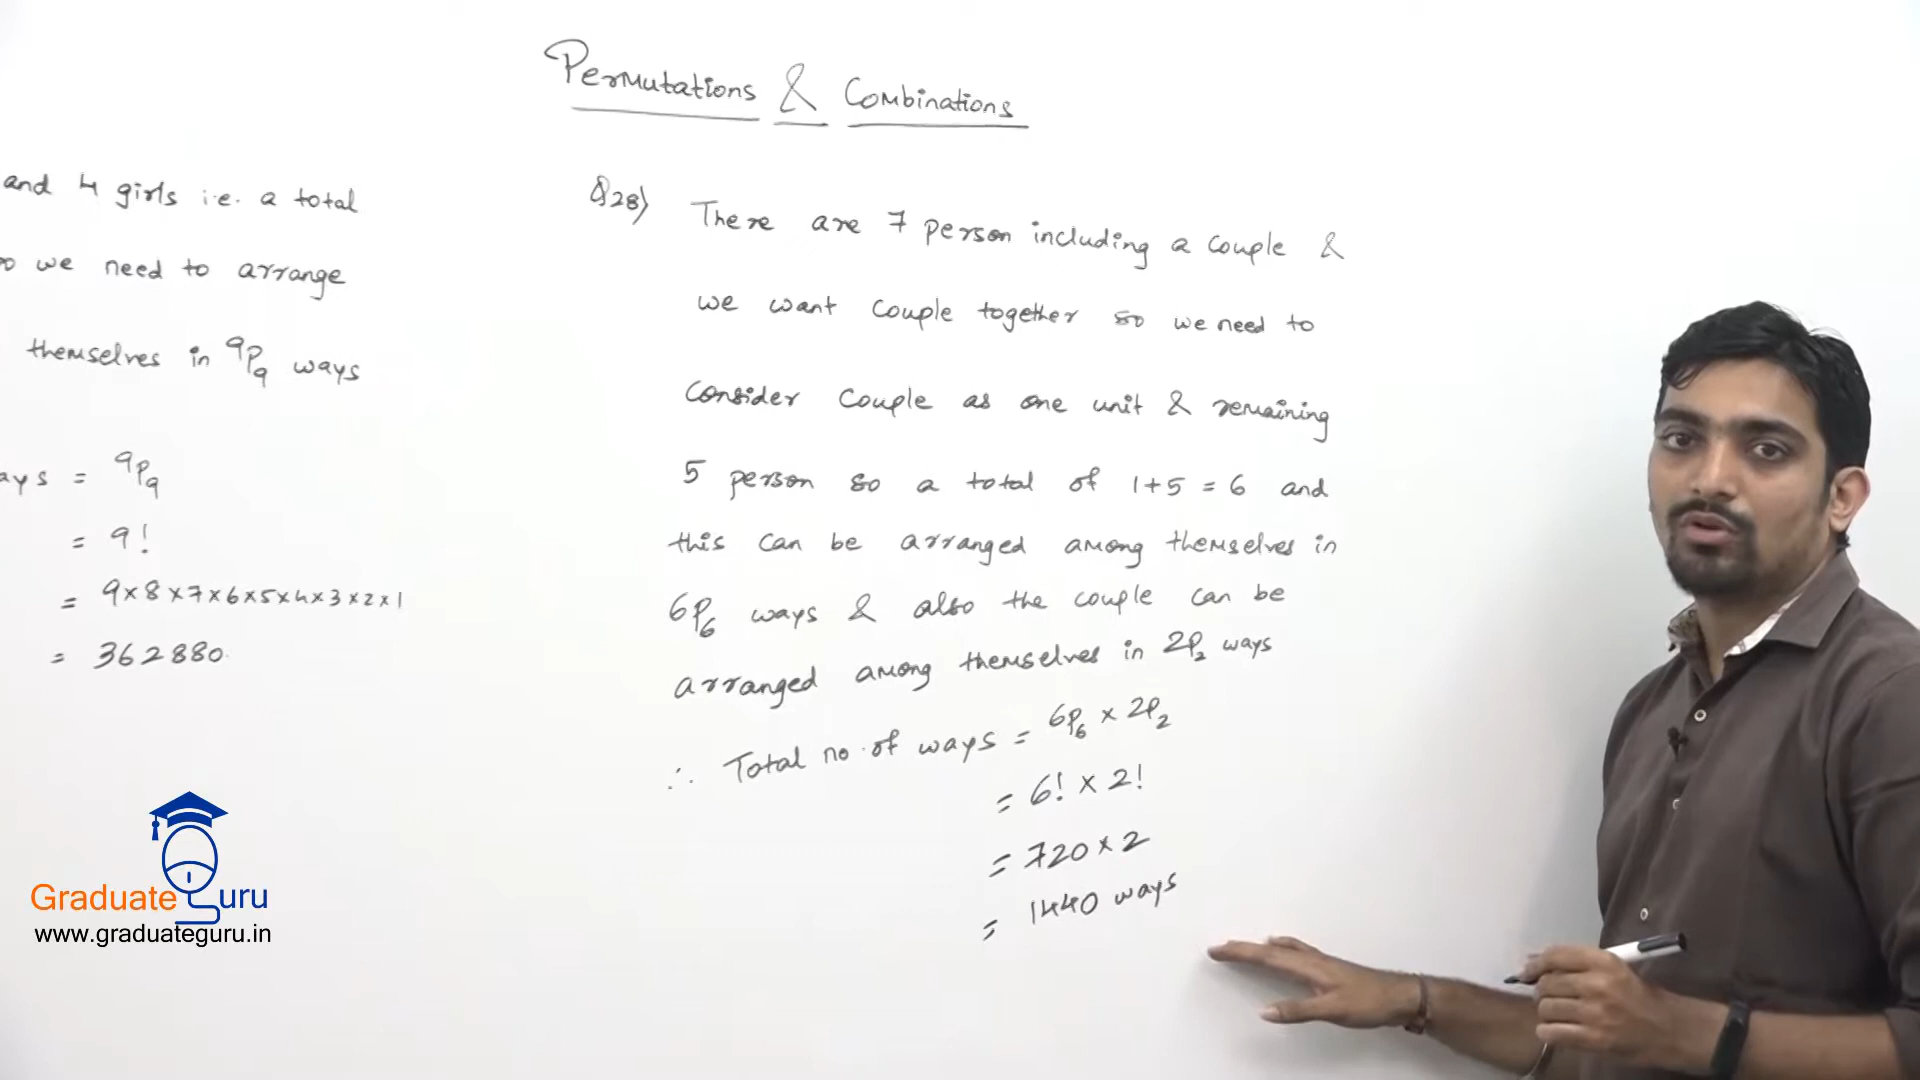 Permutations & Combinations
and 4 girls i.e. a total
so we need to arrange
themselves in 9P9 ways
ays = 9P9
= 9!
= 9×8×7×6×5×4×3×2×1
= 362880.
Q28) There are 7 person including a couple &
we want couple together so we need to
consider couple as one unit & remaining
5 person so a total of 1+5 = 6 and
this can be arranged among themselves in
6P6 ways & also the couple can be
arranged among themselves in 2P2 ways
∴ Total no. of ways = 6P6 × 2P2
= 6! × 2!
= 720 × 2
= 1440 ways
Graduate Guru
www.graduateguru.in